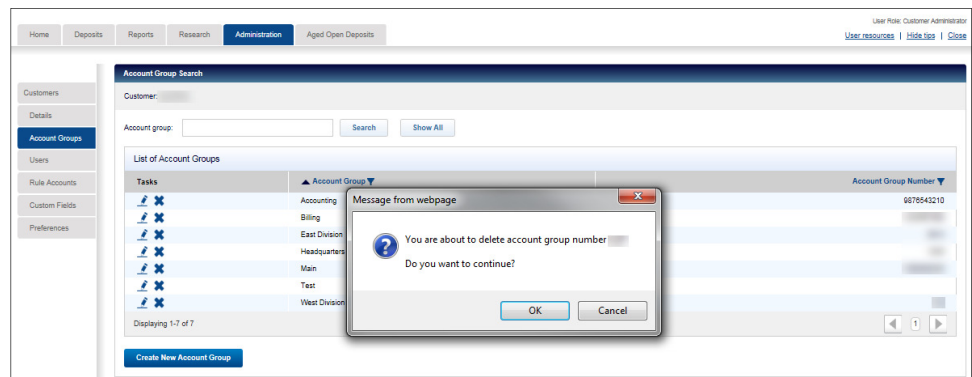 User Role: Customer Administrator
Home Deposits Reports Research Administration Aged Open Deposits
User resources | Hide tips | Close
Account Group Search
Customers
Customer:
Details
Account group: Search Show All
Account Groups
Users
List of Account Groups
Rule Accounts
Tasks Account Group Account Group Number
Custom Fields
Accounting 9876543210
Preferences
Billing
East Division
Headquarters
Main
Test
West Division
Message from webpage
You are about to delete account group number
Do you want to continue?
OK Cancel
Displaying 1-7 of 7
1
Create New Account Group